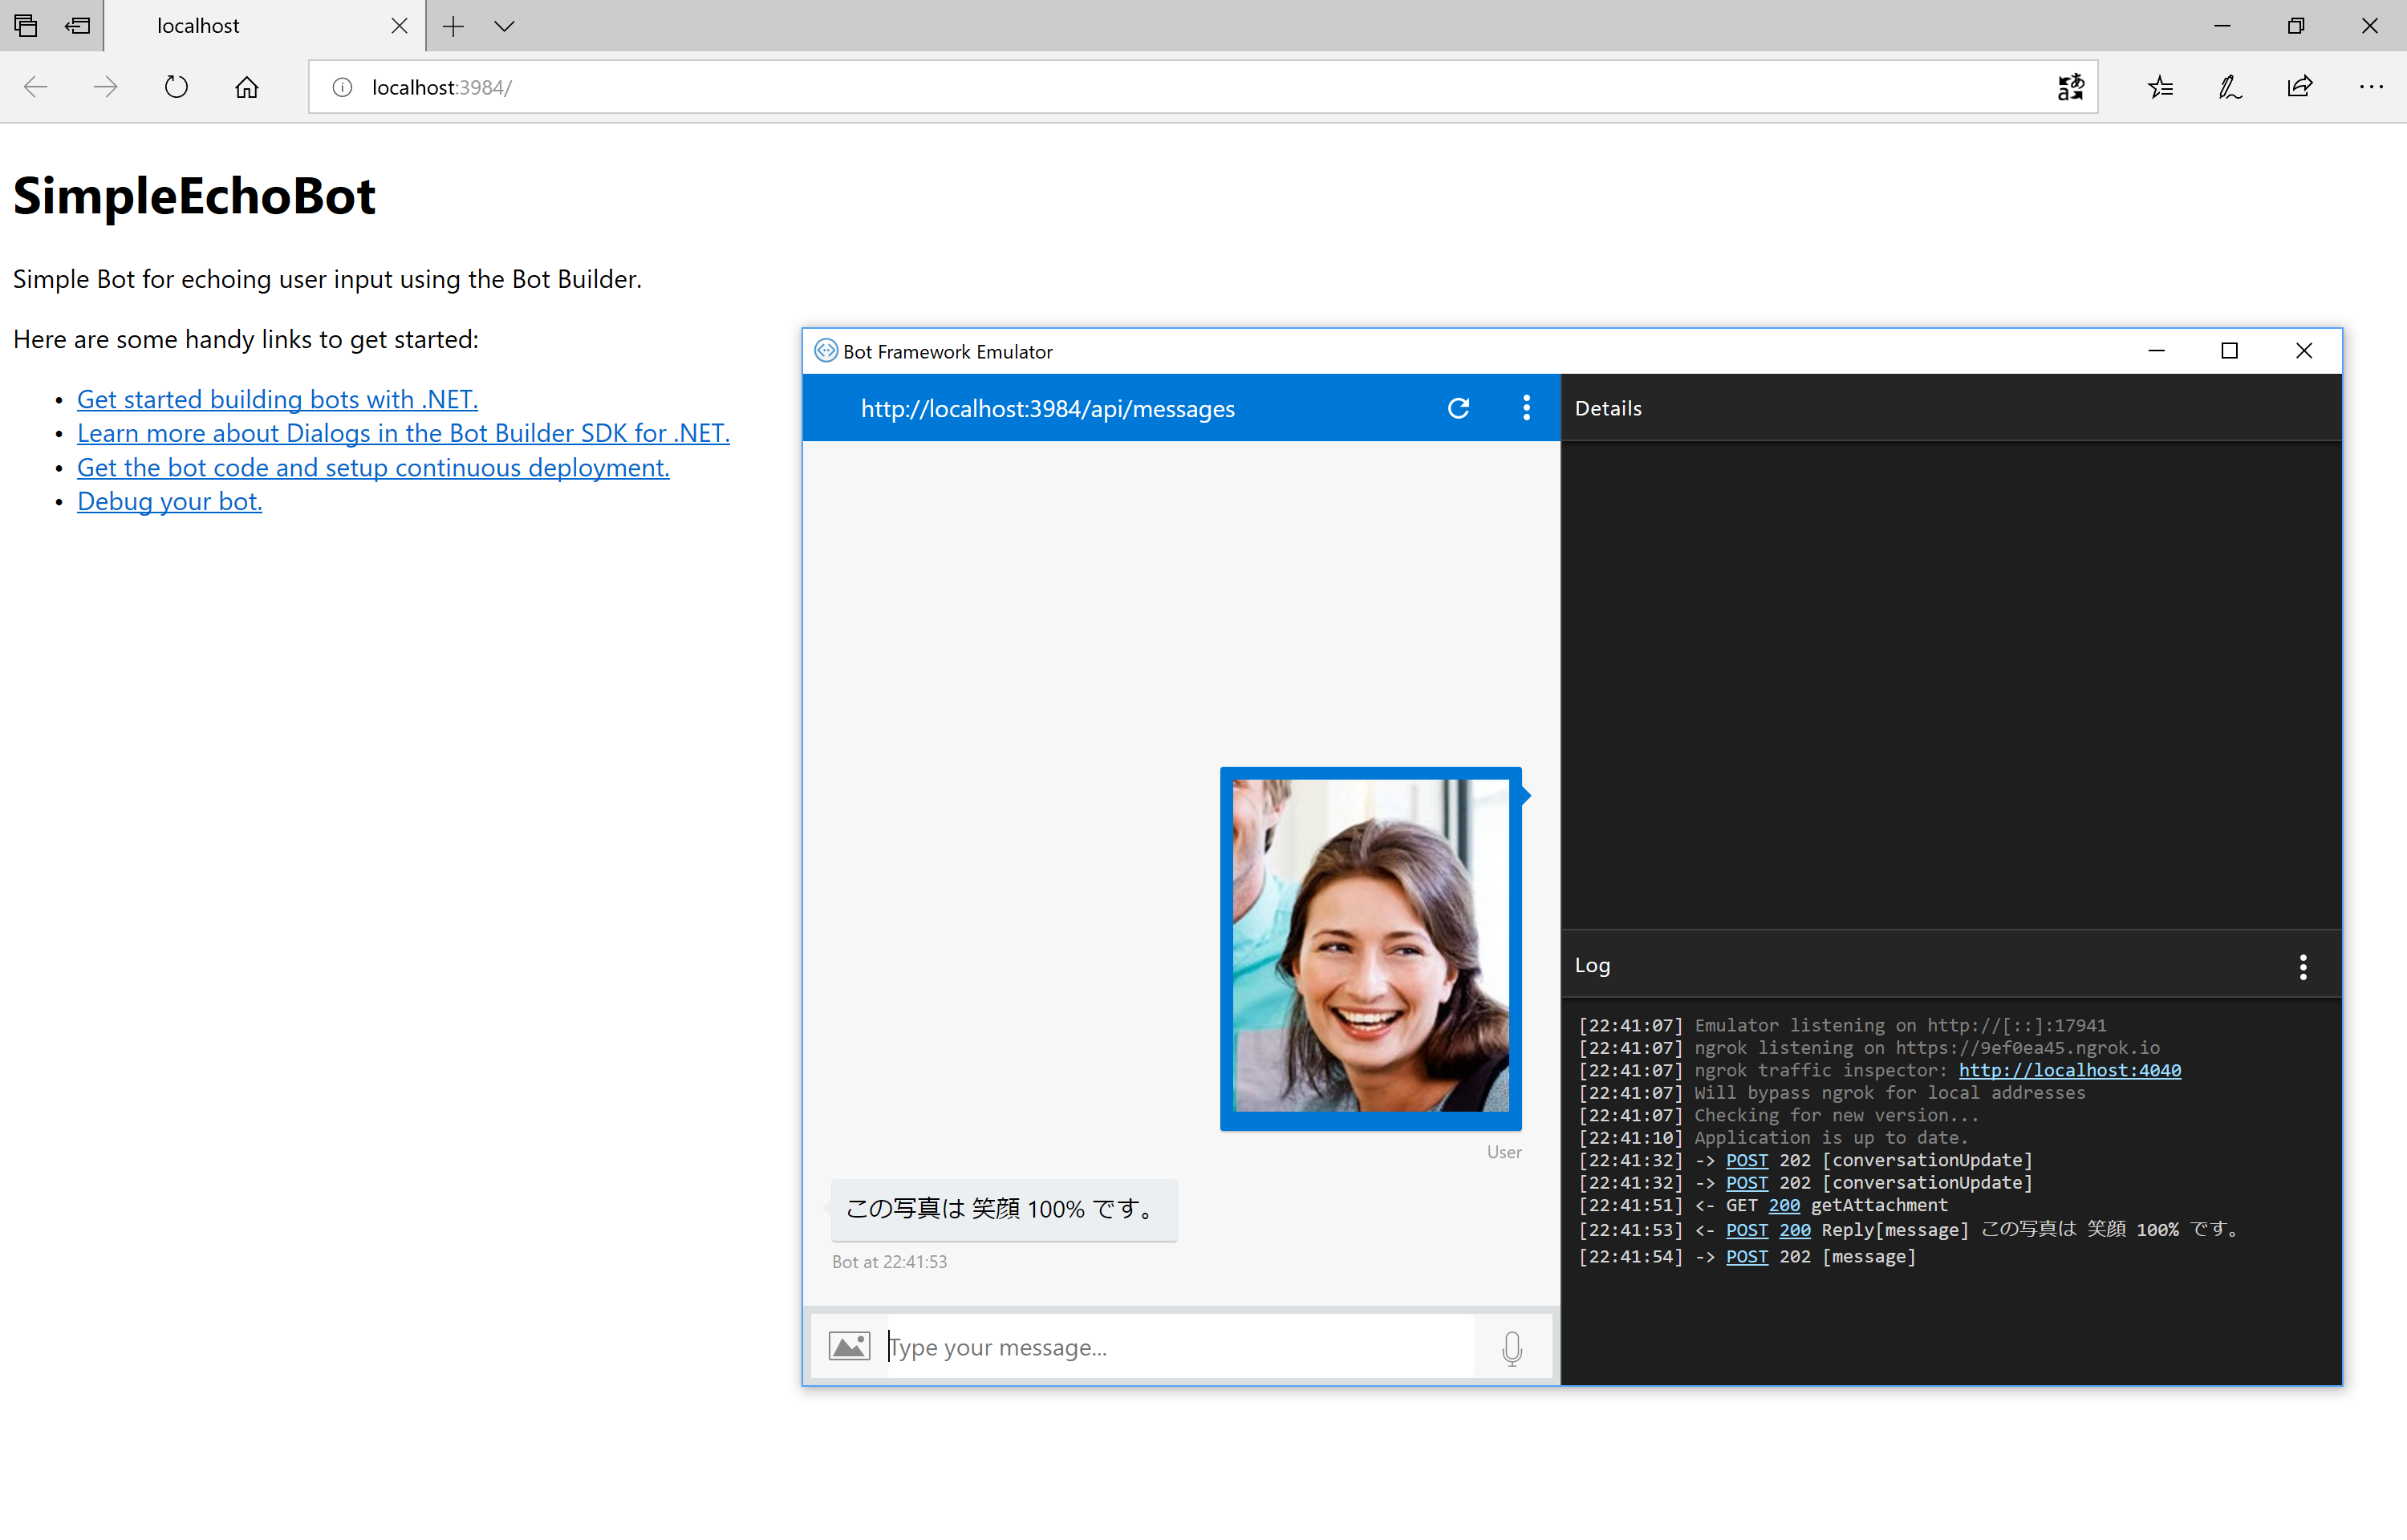 localhost
localhost:3984/
SimpleEchoBot
Simple Bot for echoing user input using the Bot Builder.
Here are some handy links to get started:
• Get started building bots with .NET.
• Learn more about Dialogs in the Bot Builder SDK for .NET.
• Get the bot code and setup continuous deployment.
• Debug your bot.
Bot Framework Emulator
http://localhost:3984/api/messages
User
この写真は 笑顔 100% です。
Bot at 22:41:53
Type your message...
Details
Log
[22:41:07] Emulator listening on http://[::]:17941
[22:41:07] ngrok listening on https://9ef0ea45.ngrok.io
[22:41:07] ngrok traffic inspector: http://localhost:4040
[22:41:07] Will bypass ngrok for local addresses
[22:41:07] Checking for new version...
[22:41:10] Application is up to date.
[22:41:32] -> POST 202 [conversationUpdate]
[22:41:32] -> POST 202 [conversationUpdate]
[22:41:51] <- GET 200 getAttachment
[22:41:53] <- POST 200 Reply[message] この写真は 笑顔 100% です。
[22:41:54] -> POST 202 [message]